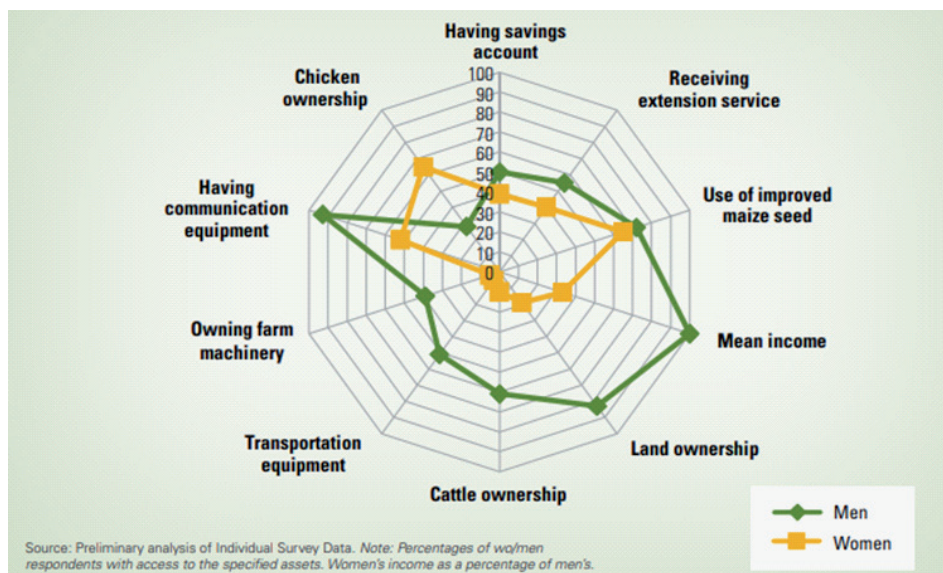 Having savings
account
Receiving
extension service
Use of improved
maize seed
Mean income
Land ownership
Cattle ownership
Transportation
equipment
Owning farm
machinery
Having
communication
equipment
Chicken
ownership
100
90
80
70
60
50
40
30
20
10
0
Men
Women
Source: Preliminary analysis of Individual Survey Data. Note: Percentages of wo/men
respondents with access to the specified assets. Women's income as a percentage of men's.